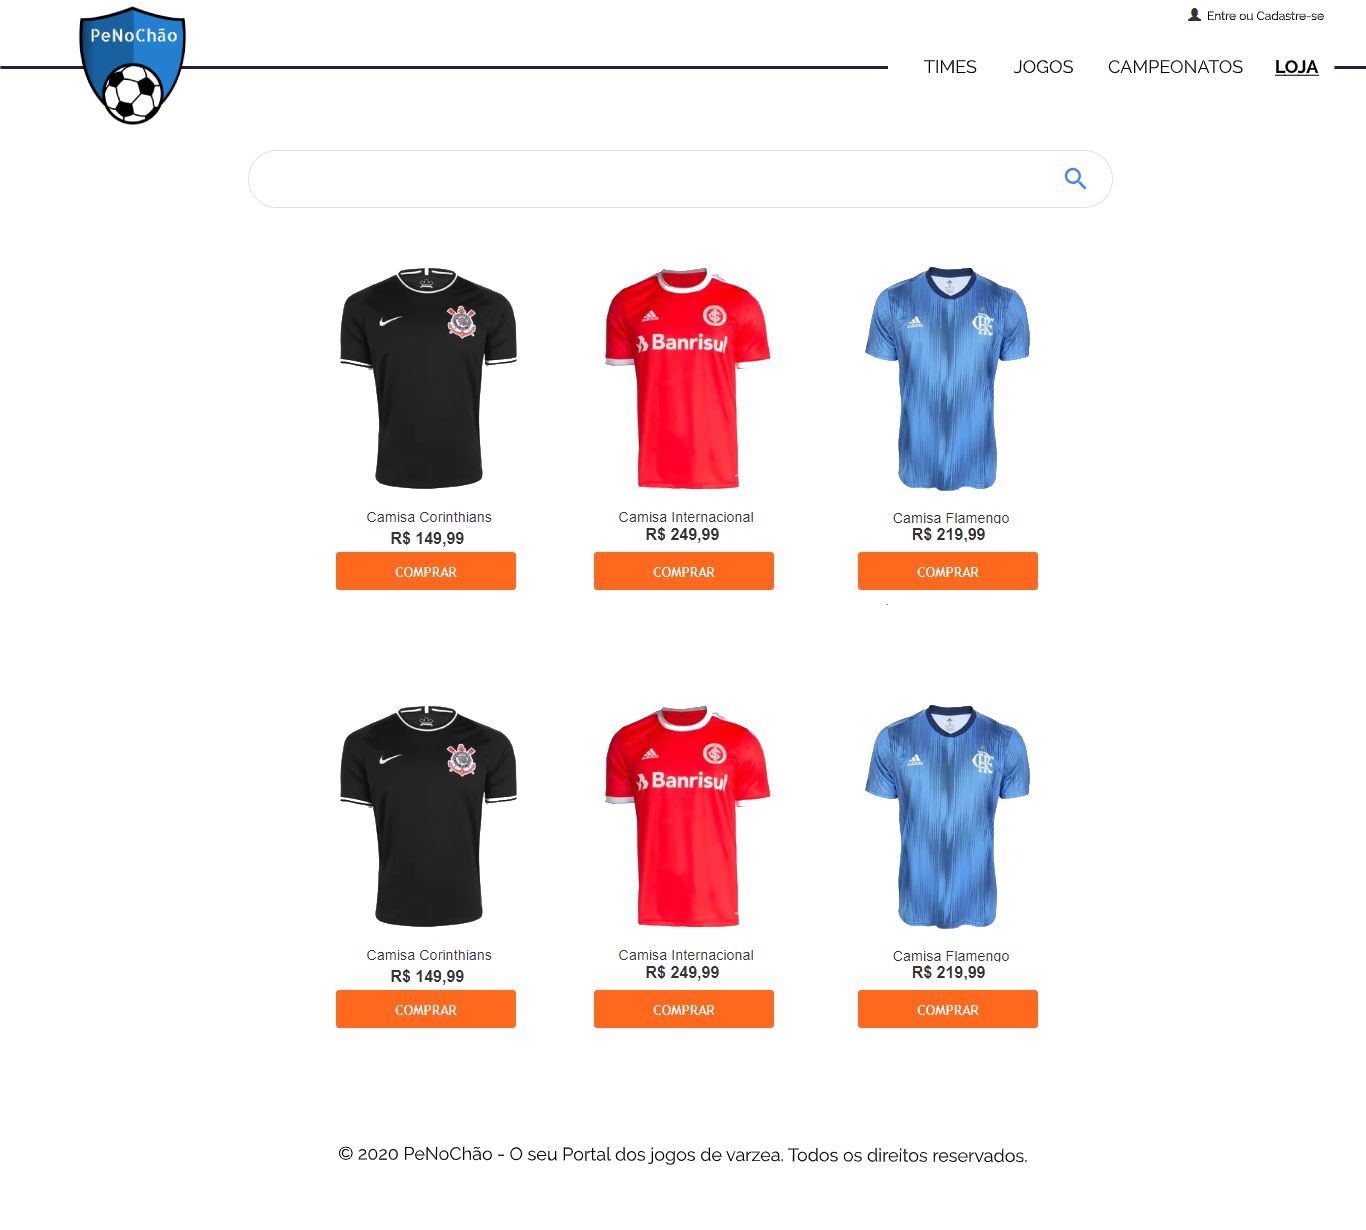 PeNoChão
Entre ou Cadastre-se
TIMES JOGOS CAMPEONATOS LOJA
Banrisul
Camisa Corinthians
R$ 149,99
COMPRAR
Camisa Internacional
R$ 249,99
COMPRAR
Camisa Flamengo
R$ 219,99
COMPRAR
Banrisul
Camisa Corinthians
R$ 149,99
COMPRAR
Camisa Internacional
R$ 249,99
COMPRAR
Camisa Flamengo
R$ 219,99
COMPRAR
© 2020 PeNoChão - O seu Portal dos jogos de varzea. Todos os direitos reservados.